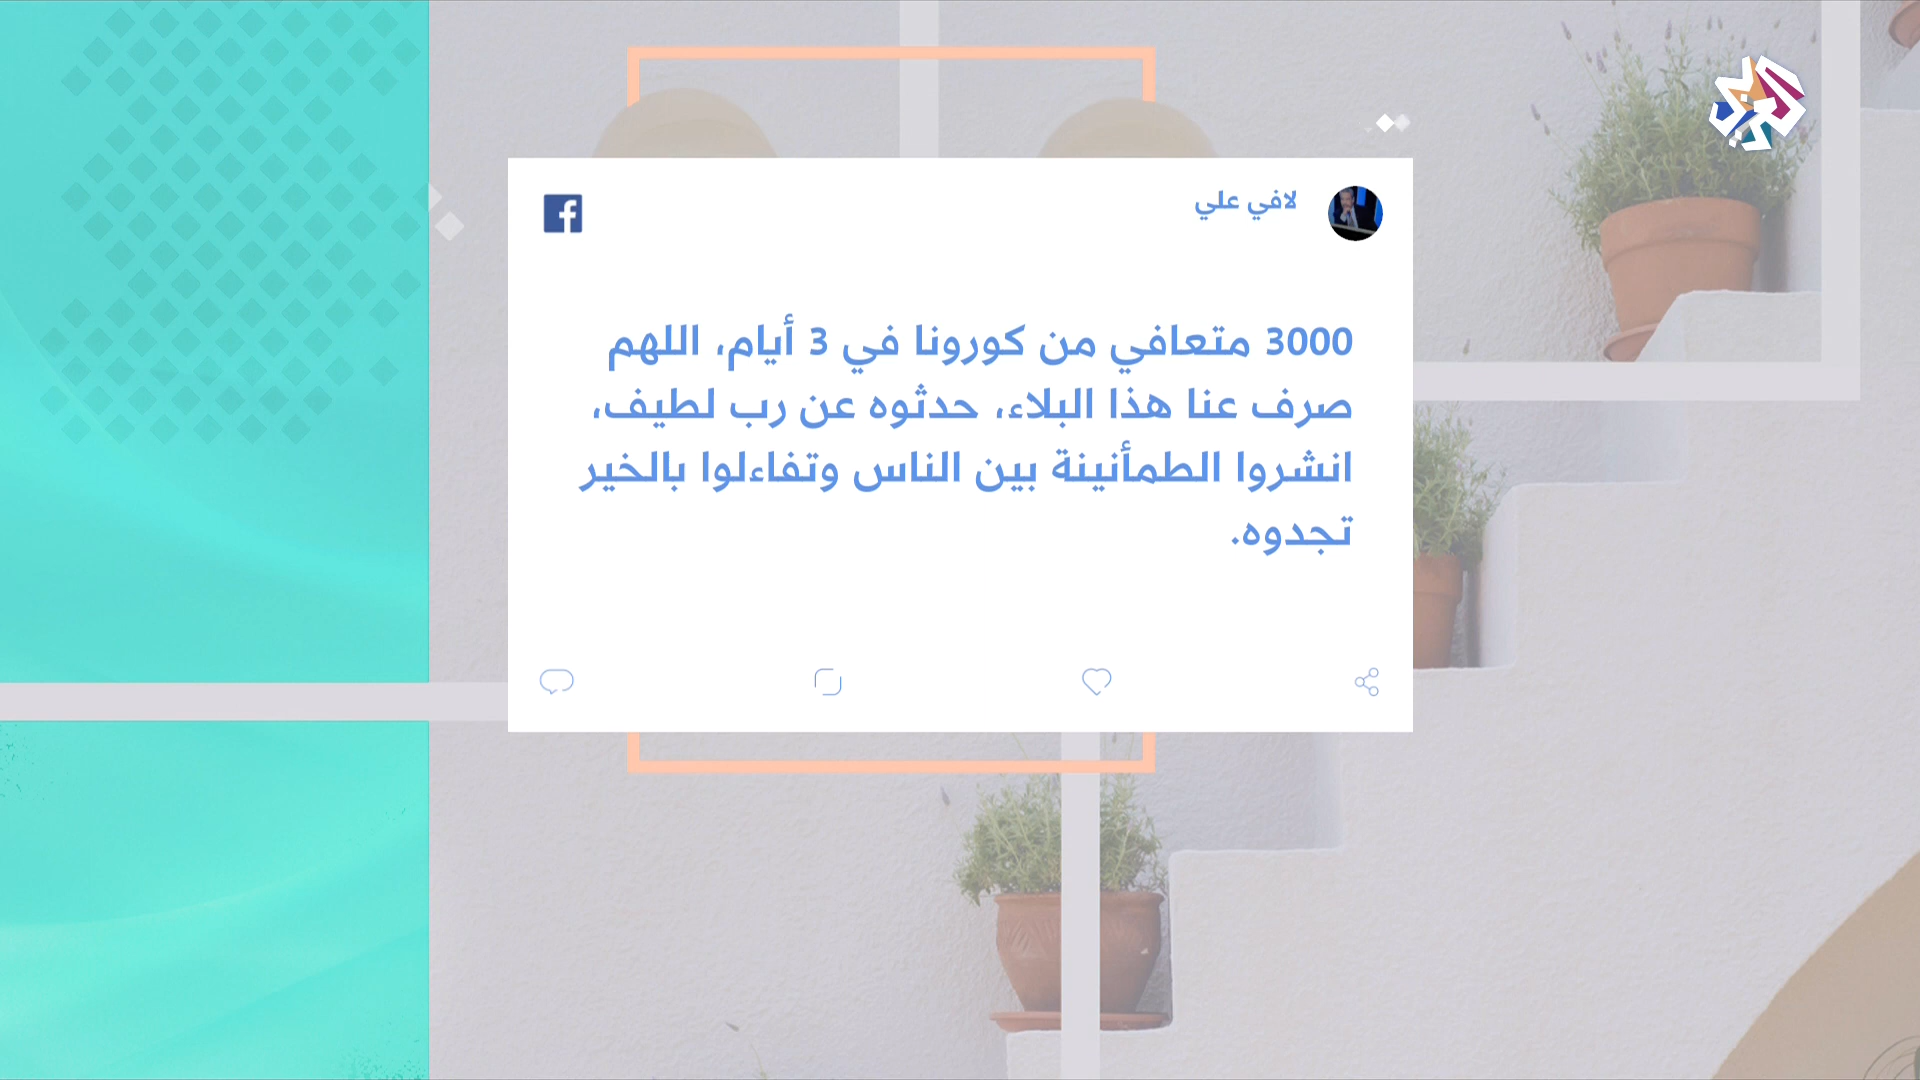 لافي علي
3000 متعافي من كورونا في 3 أيام، اللهم
صرف عنا هذا البلاء، حدثوه عن رب لطيف،
انشروا الطمأنينة بين الناس وتفاءلوا بالخير
تجدوه.